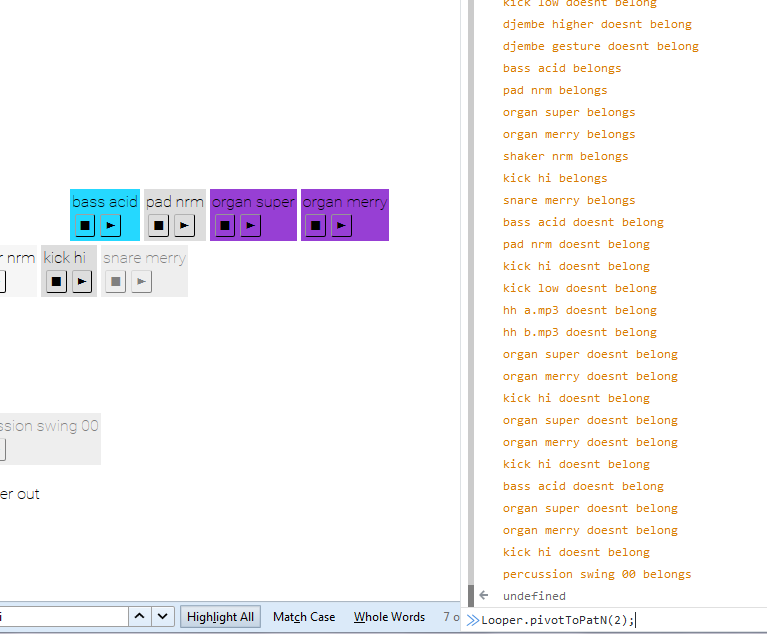 kick low doesnt belong
djembe higher doesnt belong
djembe gesture doesnt belong
bass acid belongs
pad nrm belongs
organ super belongs
organ merry belongs
shaker nrm belongs
kick hi belongs
snare merry belongs
bass acid doesnt belong
pad nrm doesnt belong
kick hi doesnt belong
kick low doesnt belong
hh a.mp3 doesnt belong
hh b.mp3 doesnt belong
organ super doesnt belong
organ merry doesnt belong
kick hi doesnt belong
organ super doesnt belong
organ merry doesnt belong
kick hi doesnt belong
bass acid doesnt belong
organ super doesnt belong
organ merry doesnt belong
kick hi doesnt belong
percussion swing 00 belongs
undefined
Looper.pivotToPatN(2);
bass acid pad nrm organ super organ merry
r nrm kick hi snare merry
ssion swing 00
er out
i Highlight All Match Case Whole Words 7 o